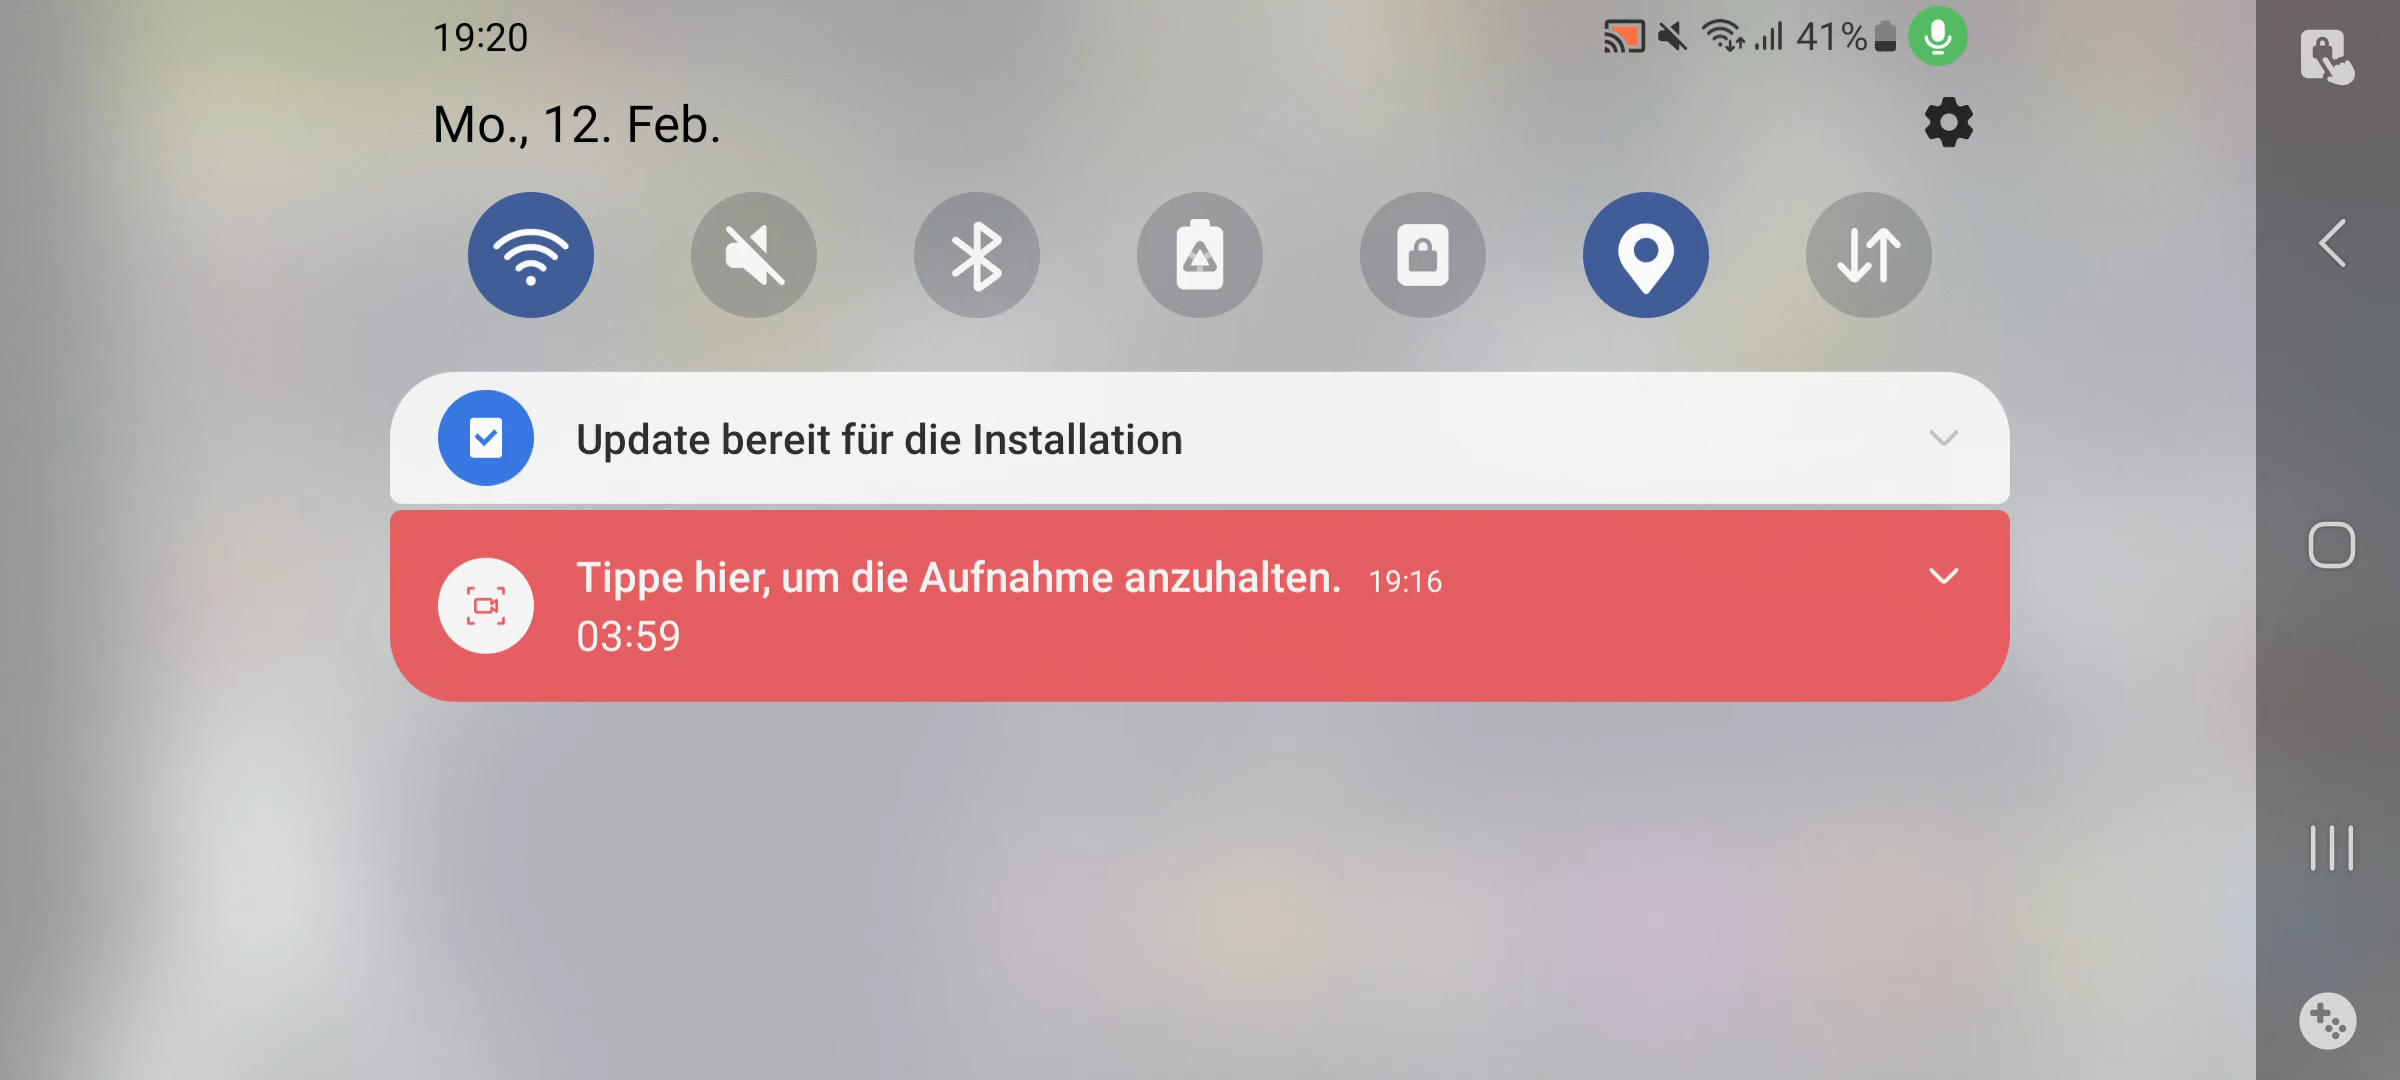 19:20
41%
Mo., 12. Feb.
Update bereit für die Installation
Tippe hier, um die Aufnahme anzuhalten. 19:16
03:59